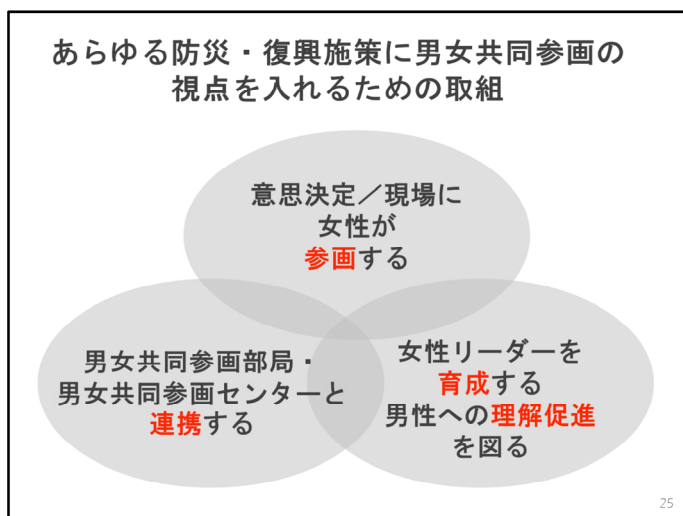 あらゆる防災・復興施策に男女共同参画の
視点を入れるための取組
意思決定／現場に
女性が
参画する
男女共同参画部局・
男女共同参画センターと
連携する
女性リーダーを
育成する
男性への理解促進
を図る
25